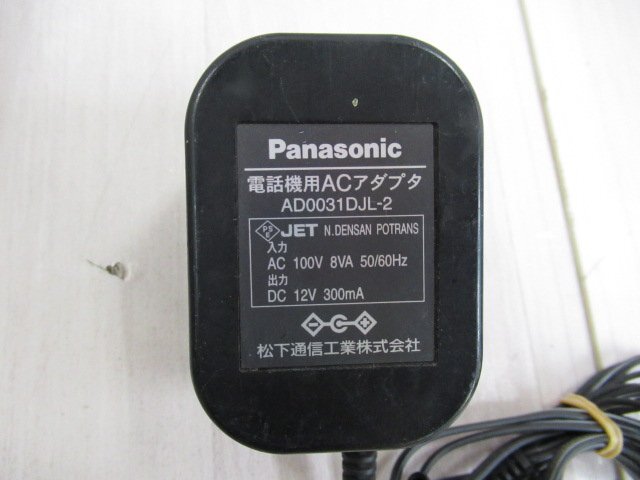 Panasonic
電話機用ACアダプタ
AD0031DJL-2
PS E JET N.DENSAN POTRANS
入力
AC 100V 8VA 50/60Hz
出力
DC 12V 300mA
松下通信工業株式会社